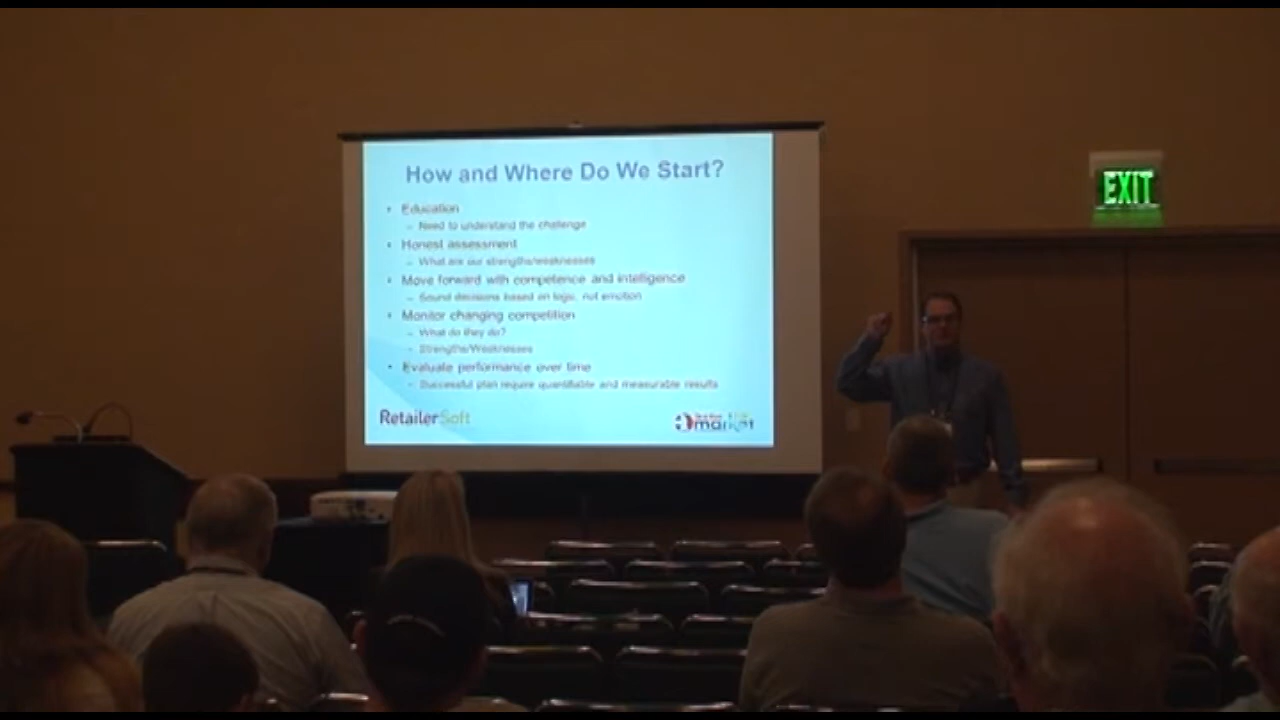 How and Where Do We Start?
• Education
– Need to understand the challenge
• Honest assessment
– What are our strengths/weaknesses
• Move forward with competence and intelligence
– Sound decisions based on logic, not emotion
• Monitor changing competition
– What do they do?
– Strengths/Weaknesses
• Evaluate performance over time
– Successful plan require quantifiable and measurable results
RetailerSoft
market
EXIT